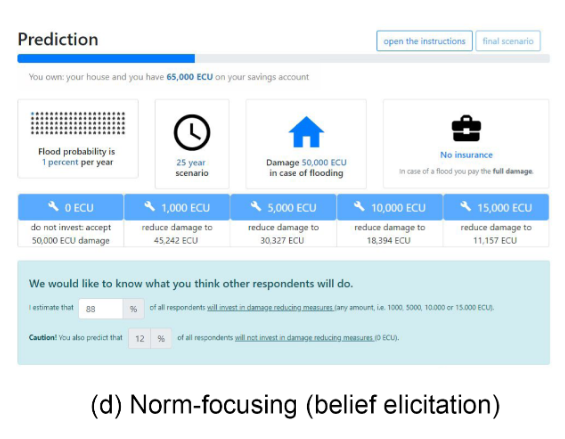 Prediction
open the instructions
final scenario
You own: your house and you have 65,000 ECU on your savings account
Flood probability is
1 percent per year
25 year
scenario
Damage 50,000 ECU
in case of flooding
No insurance
in case of a flood you pay the full damage.
0 ECU
1,000 ECU
5,000 ECU
10,000 ECU
15,000 ECU
do not invest: accept
50,000 ECU damage
reduce damage to
45,242 ECU
reduce damage to
30,327 ECU
reduce damage to
18,394 ECU
reduce damage to
11,157 ECU
We would like to know what you think other respondents will do.
I estimate that 88 % of all respondents will invest in damage reducing measures (any amount, i.e. 1000, 5000, 10.000 or 15.000 ECU).
Caution! You also predict that 12 % of all respondents will not invest in damage reducing measures (0 ECU).
(d) Norm-focusing (belief elicitation)